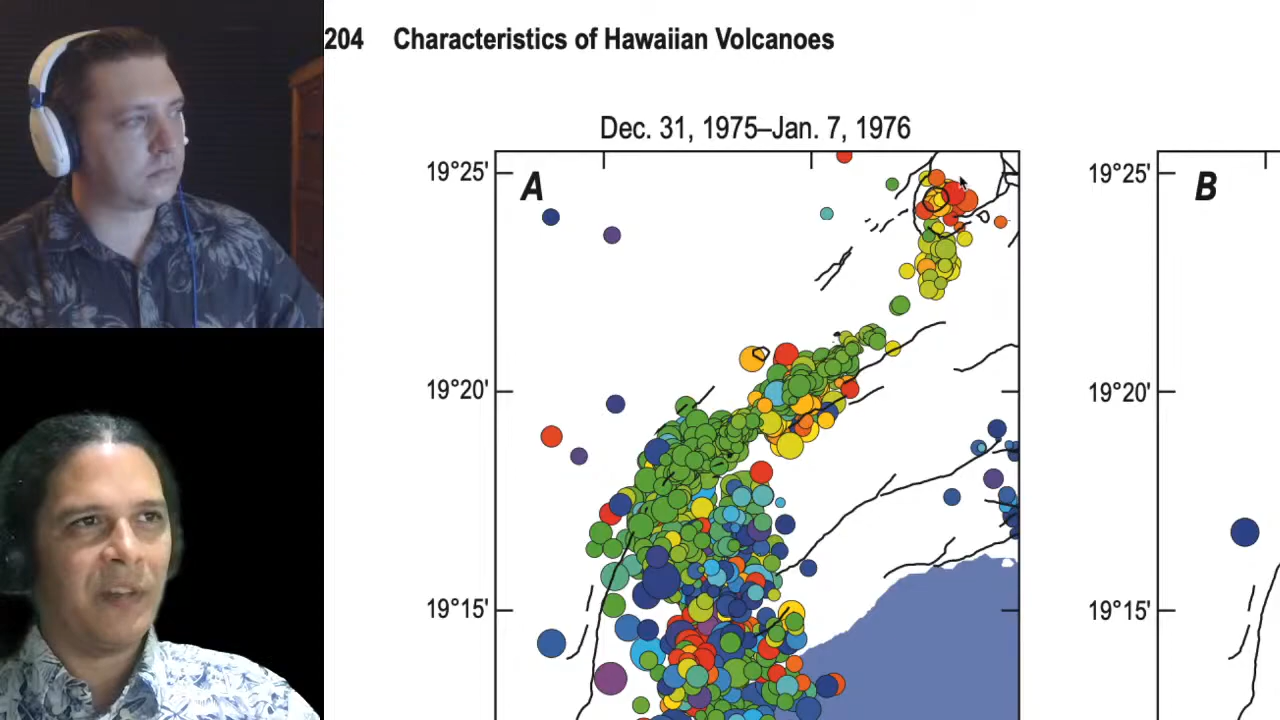 204 Characteristics of Hawaiian Volcanoes
Dec. 31, 1975–Jan. 7, 1976
19°25' 19°25'
A B
19°20' 19°20'
19°15' 19°15'